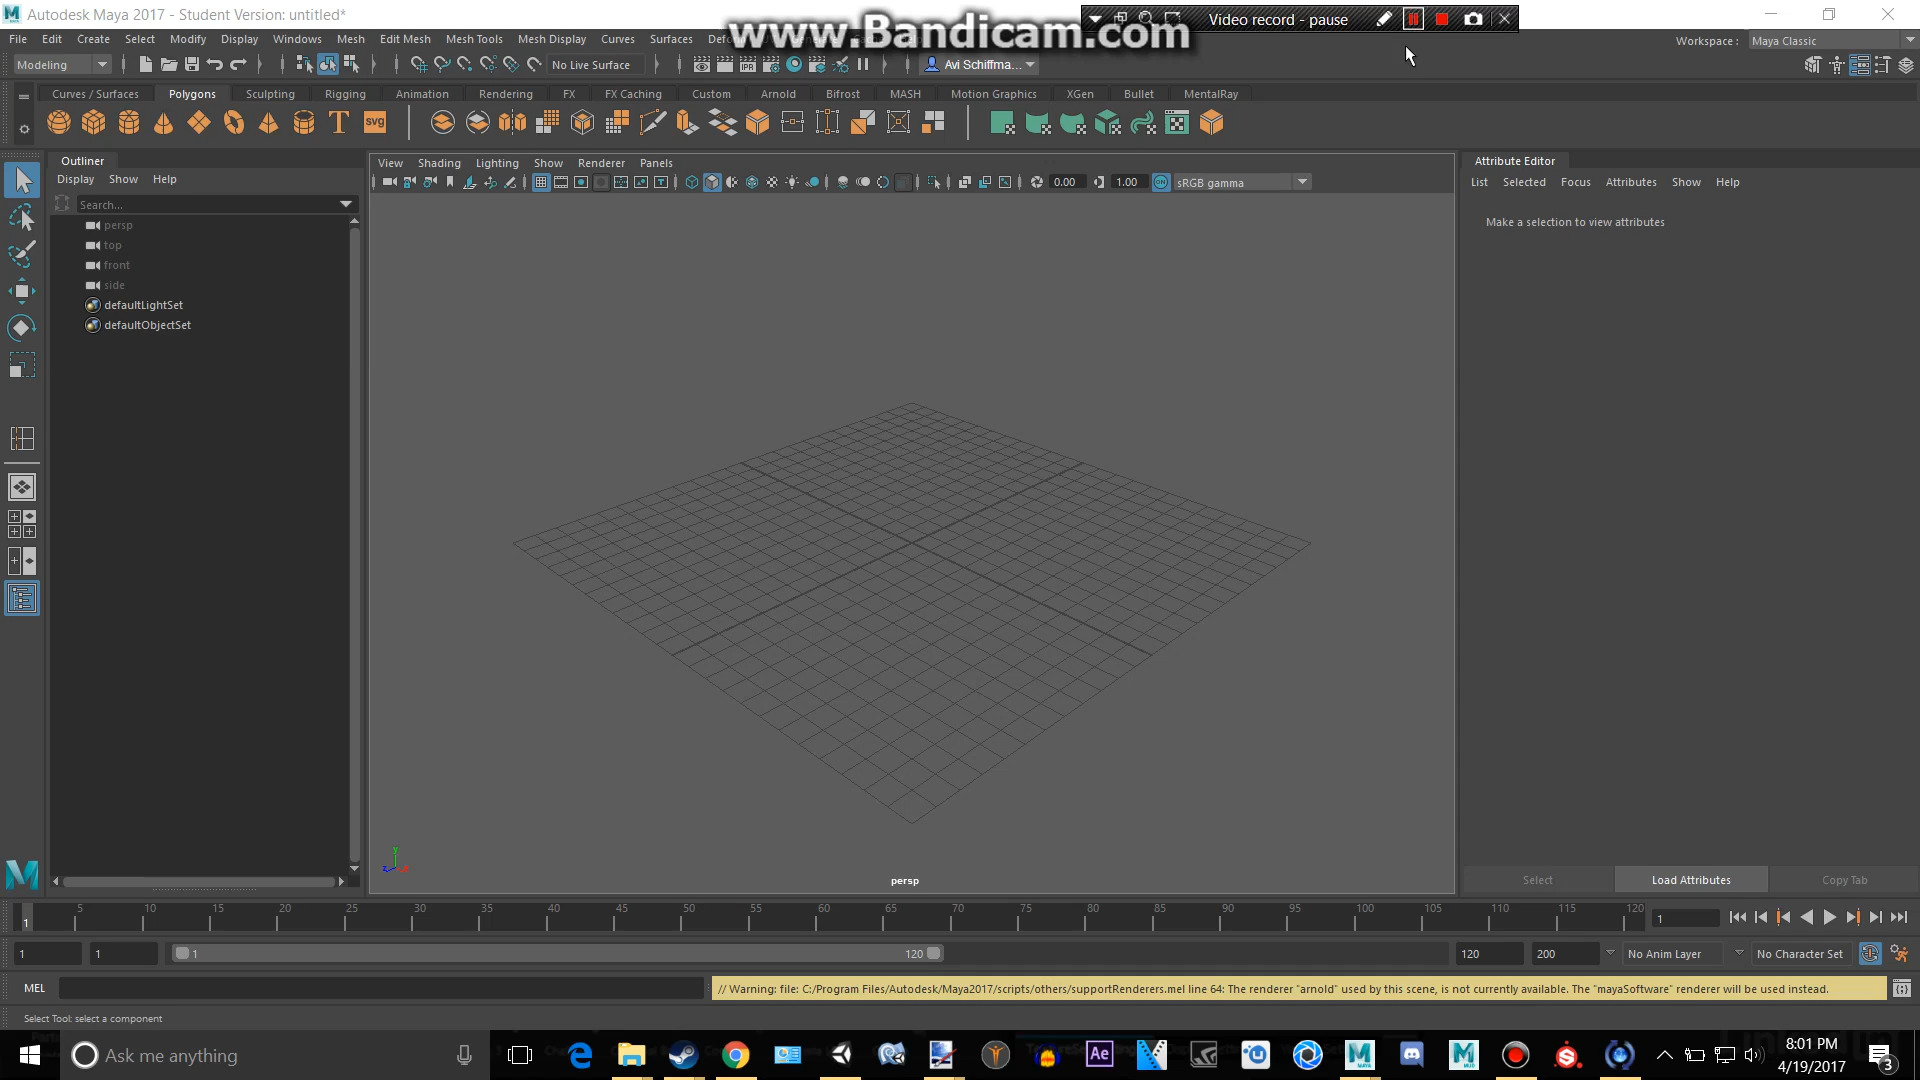 Autodesk Maya 2017 - Student Version: untitled*
www.Bandicam.com
Video record - pause
File Edit Create Select Modify Display Windows Mesh Edit Mesh Mesh Tools Mesh Display Curves Surfaces
Workspace : Maya Classic
Modeling
No Live Surface
Avi Schiffma...
Curves / Surfaces Polygons Sculpting Rigging Animation Rendering FX FX Caching Custom Arnold Bifrost MASH Motion Graphics XGen Bullet MentalRay
T SVG
IPR
Outliner
Display Show Help
Search...
persp
top
front
side
defaultLightSet
defaultObjectSet
View Shading Lighting Show Renderer Panels
0.00 1.00 ON sRGB gamma
y
z
x
persp
Attribute Editor
List Selected Focus Attributes Show Help
Make a selection to view attributes
Select Load Attributes Copy Tab
1 5 10 15 20 25 30 35 40 45 50 55 60 65 70 75 80 85 90 95 100 105 110 115 120
1
1 1 1 120 120 200 No Anim Layer No Character Set
MEL
// Warning: file: C:/Program Files/Autodesk/Maya2017/scripts/others/supportRenderers.mel line 64: The renderer "arnold" used by this scene, is not currently available. The "mayaSoftware" renderer will be used instead.
Select Tool: select a component
Ask me anything
Ae
8:01 PM
4/19/2017
3